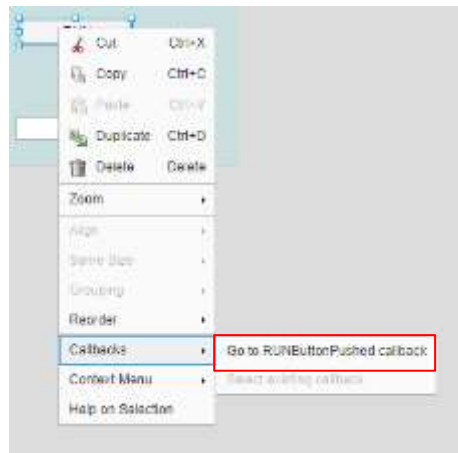 Cut Ctrl+X
Copy Ctrl+C
Paste Ctrl+V
Duplicate Ctrl+D
Delete Delete
Zoom
Align
Same Size
Grouping
Reorder
Callbacks
Go to RUNButtonPushed callback
Context Menu
Select existing callback
Help on Selection